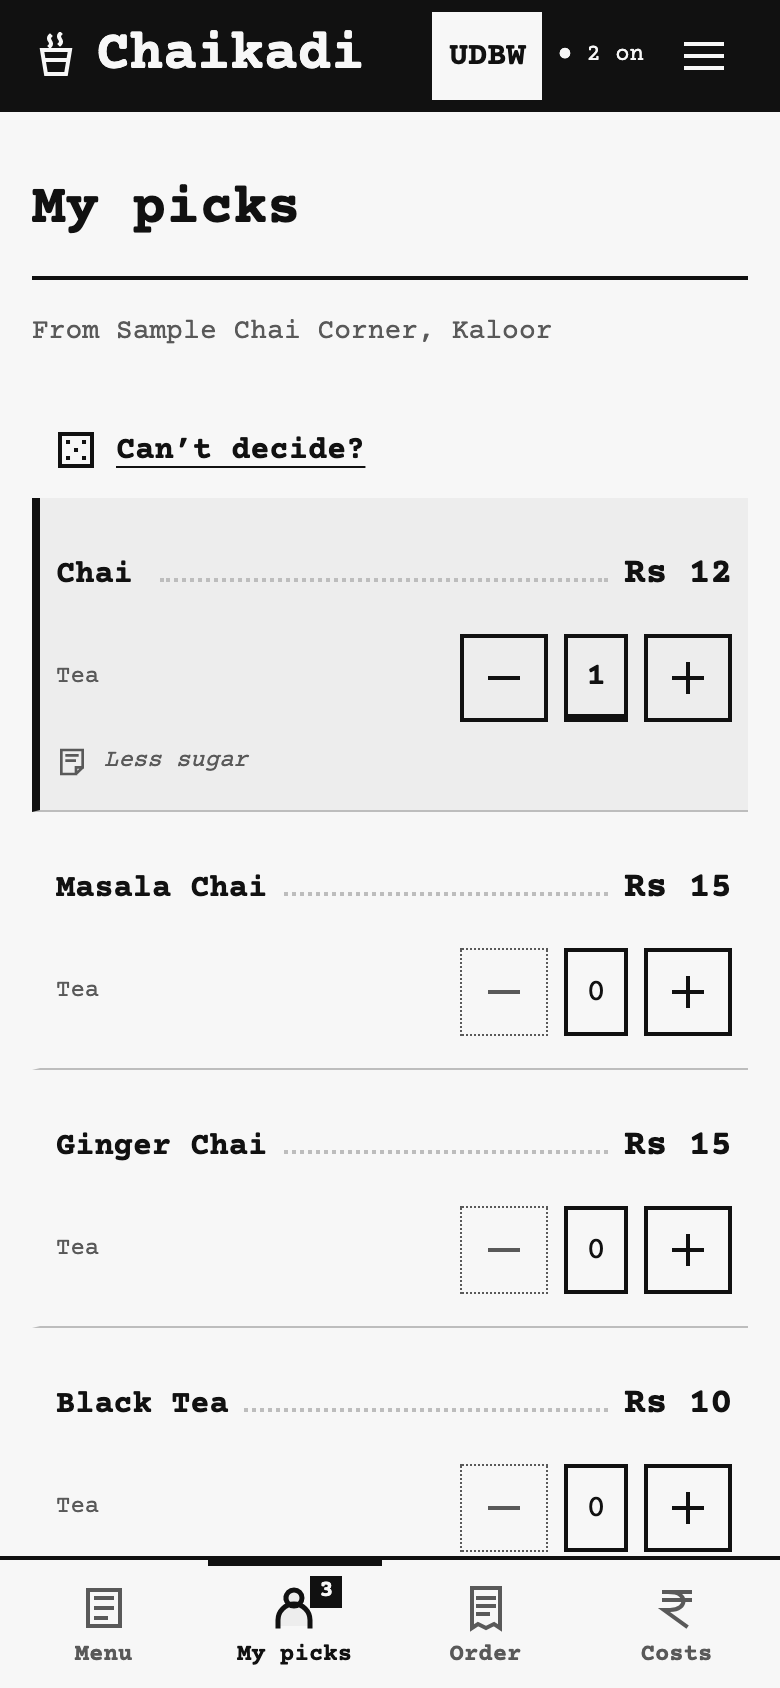 Chaikadi UDBW 2 on
My picks
From Sample Chai Corner, Kaloor
Can’t decide?
Chai Rs 12
Tea 1
Less sugar
Masala Chai Rs 15
Tea 0
Ginger Chai Rs 15
Tea 0
Black Tea Rs 10
Tea 0
3
Menu My picks Order Costs